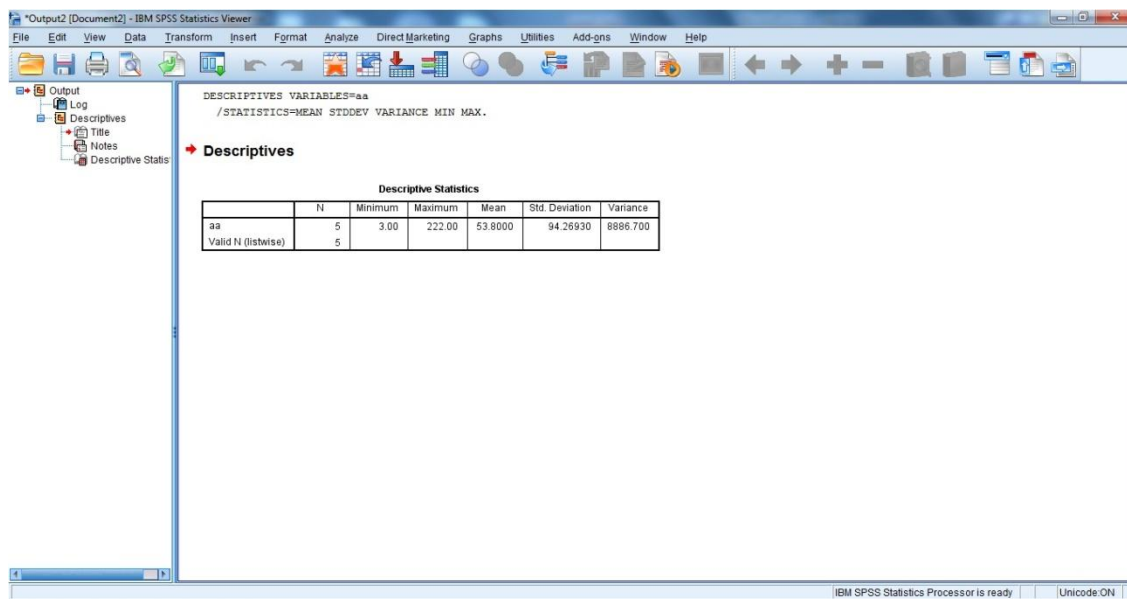 *Output2 [Document2] - IBM SPSS Statistics Viewer
File Edit View Data Transform Insert Format Analyze Direct Marketing Graphs Utilities Add-ons Window Help
Output
Log
Descriptives
Title
Notes
Descriptive Statis
DESCRIPTIVES VARIABLES=aa
/STATISTICS=MEAN STDDEV VARIANCE MIN MAX.
Descriptives
Descriptive Statistics
N Minimum Maximum Mean Std. Deviation Variance
aa 5 3.00 222.00 53.8000 94.26930 8886.700
Valid N (listwise) 5
IBM SPSS Statistics Processor is ready Unicode:ON